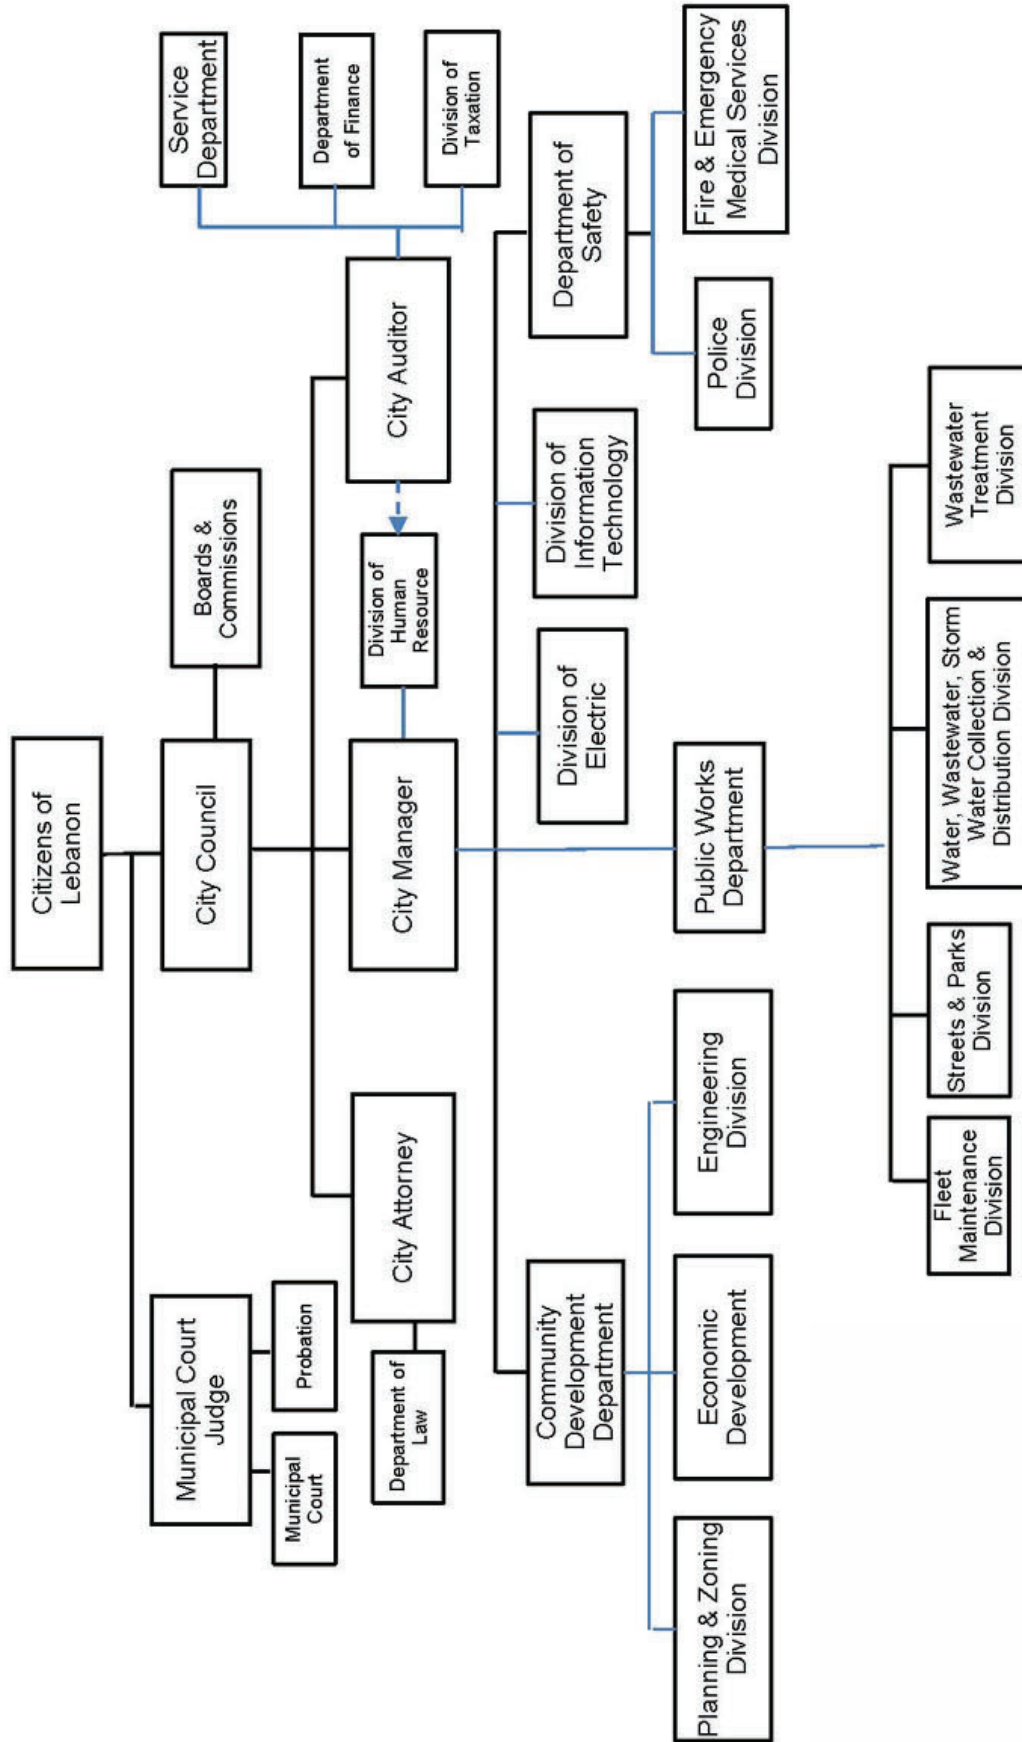 Citizens of
Lebanon
Municipal Court
Judge
City Council
Boards &
Commissions
Service
Department
Municipal
Court
Probation
Department
of Finance
Division of
Taxation
City Attorney
City Manager
Division of
Human
Resource
City Auditor
Department of
Law
Community
Development
Department
Division of
Electric
Division of
Information
Technology
Department of
Safety
Planning & Zoning
Division
Economic
Development
Engineering
Division
Public Works
Department
Police
Division
Fire & Emergency
Medical Services
Division
Fleet
Maintenance
Division
Streets & Parks
Division
Water, Wastewater, Storm
Water Collection &
Distribution Division
Wastewater
Treatment
Division